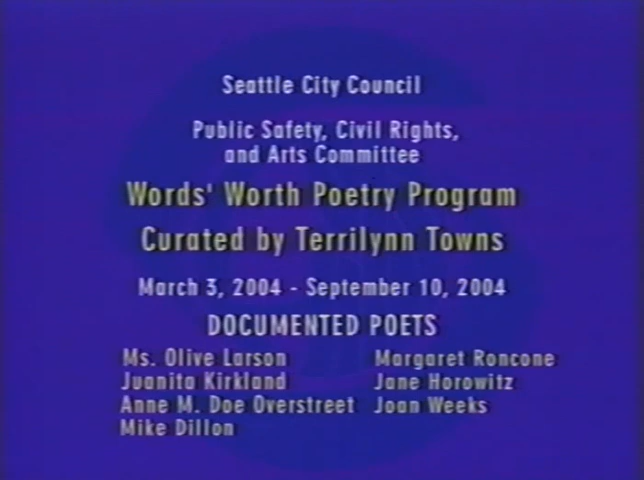 Seattle City Council
Public Safety, Civil Rights,
and Arts Committee
Words' Worth Poetry Program
Curated by Terrilynn Towns
March 3, 2004 - September 10, 2004
DOCUMENTED POETS
Ms. Olive Larson
Juanita Kirkland
Anne M. Doe Overstreet
Mike Dillon
Margaret Roncone
Jane Horowitz
Joan Weeks